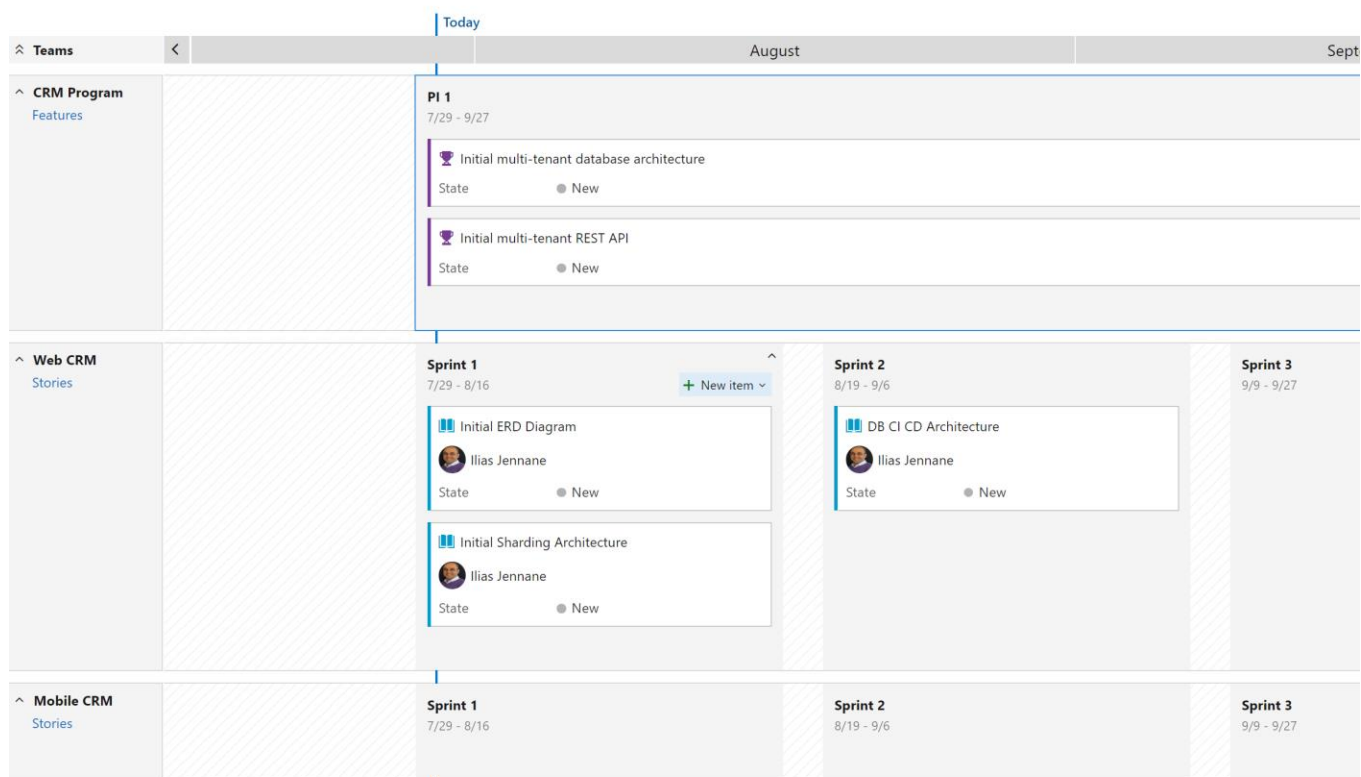 Today
Teams
August
Sept
CRM Program
Features
PI 1
7/29 - 9/27
Initial multi-tenant database architecture
State New
Initial multi-tenant REST API
State New
Web CRM
Stories
Sprint 1
7/29 - 8/16
+ New item
Initial ERD Diagram
Ilias Jennane
State New
Initial Sharding Architecture
Ilias Jennane
State New
Sprint 2
8/19 - 9/6
DB CI CD Architecture
Ilias Jennane
State New
Sprint 3
9/9 - 9/27
Mobile CRM
Stories
Sprint 1
7/29 - 8/16
Sprint 2
8/19 - 9/6
Sprint 3
9/9 - 9/27